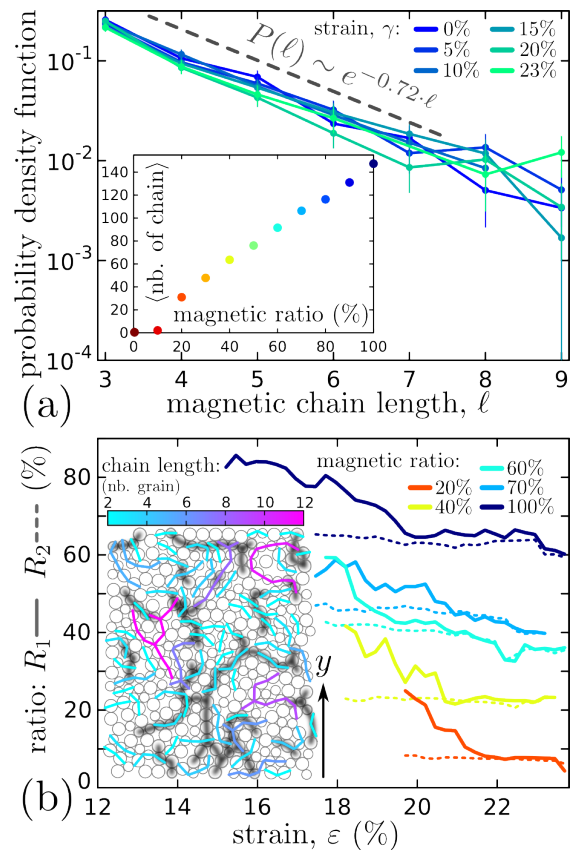 strain, γ:
0%
5%
10%
15%
20%
23%
P(ℓ) ~ e^{-0.72·ℓ}
probability density function
10^{-1}
10^{-2}
10^{-3}
10^{-4}
⟨nb. of chain⟩
140
120
100
80
60
40
20
0
0 20 40 60 80 100
magnetic ratio (%)
3 4 5 6 7 8 9
magnetic chain length, ℓ
(a)
chain length:
(nb. grain)
2 4 6 8 10 12
magnetic ratio:
20%
40%
60%
70%
100%
ratio: R_1 — R_2 --- (%)
80
60
40
20
0
y
12 14 16 18 20 22
strain, ε (%)
(b)